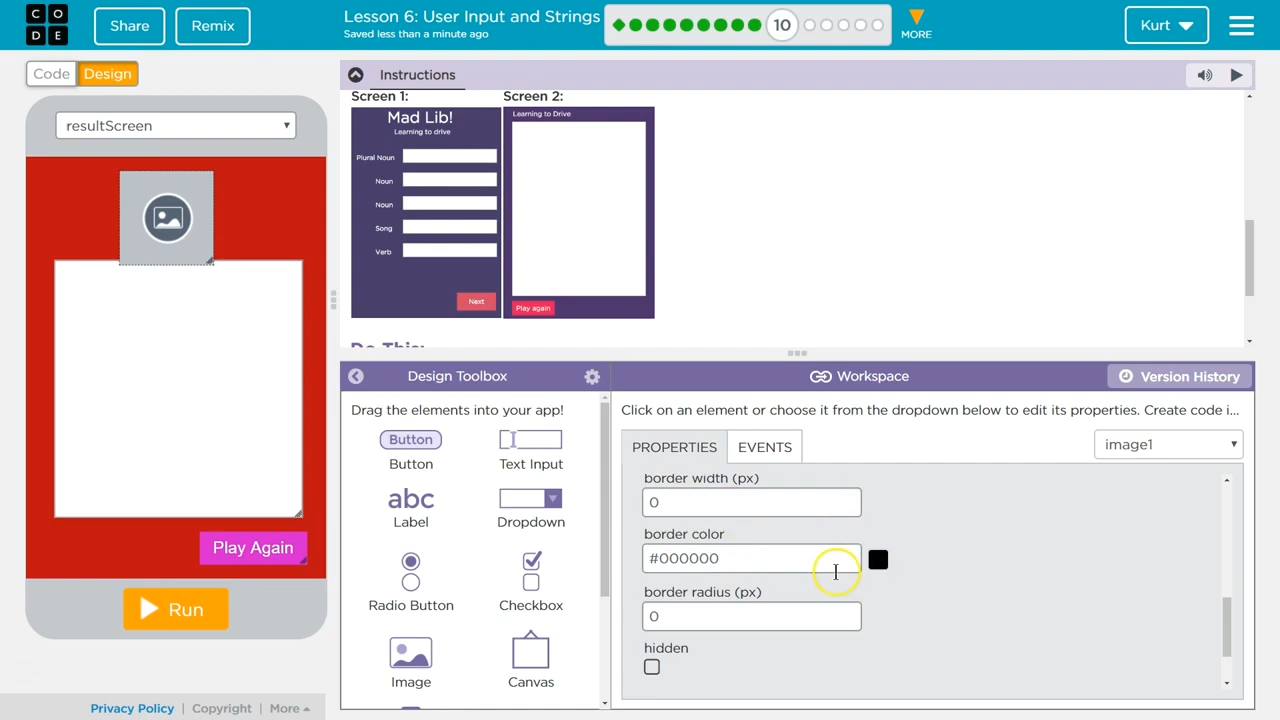 C O
D E
Share
Remix
Lesson 6: User Input and Strings
Saved less than a minute ago
10
MORE
Kurt
Code
Design
Instructions
resultScreen
Screen 1:
Screen 2:
Mad Lib!
Learning to drive
Plural Noun
Noun
Noun
Song
Verb
Next
Learning to Drive
Play again
Do This:
Play Again
Run
Design Toolbox
Workspace
Version History
Drag the elements into your app!
Button
Button
Text Input
abc
Label
Dropdown
Radio Button
Checkbox
Image
Canvas
Click on an element or choose it from the dropdown below to edit its properties. Create code i...
PROPERTIES
EVENTS
image1
border width (px)
0
border color
#000000
border radius (px)
0
hidden
Privacy Policy | Copyright | More